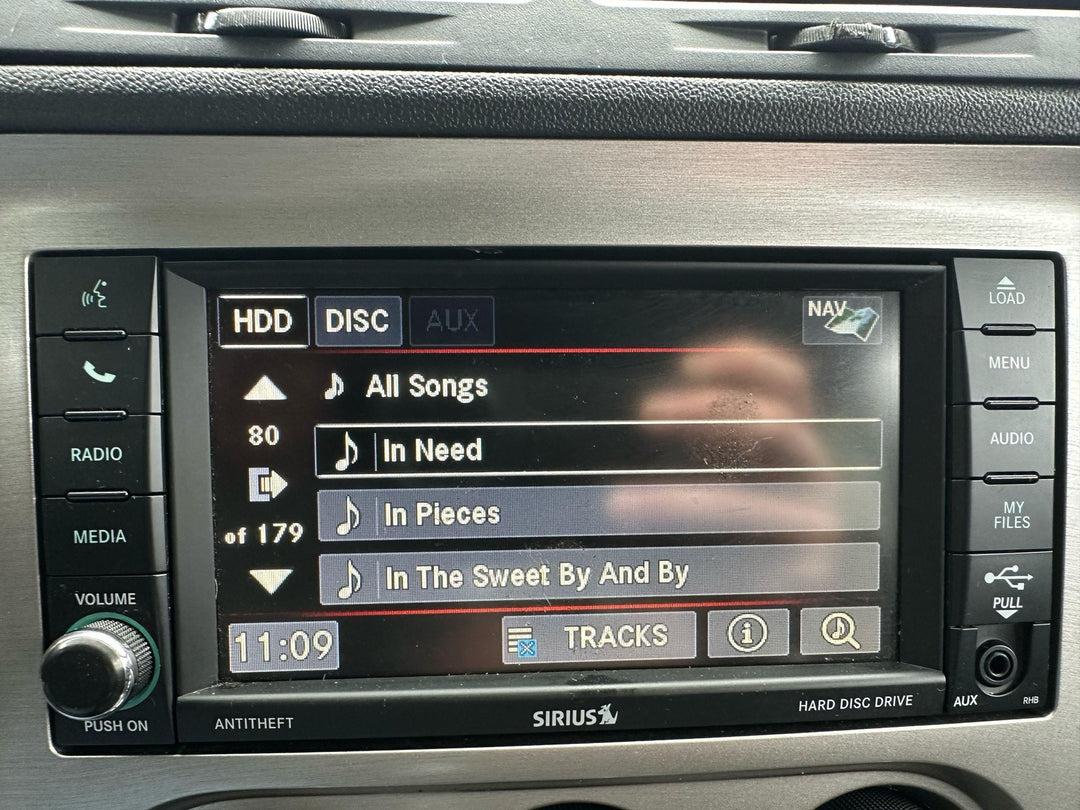 LOAD
HDD DISC AUX NAV
MENU
All Songs
80
In Need
AUDIO
RADIO
In Pieces
MY
FILES
of 179
MEDIA
In The Sweet By And By
VOLUME
PULL
11:09 TRACKS
PUSH ON
ANTITHEFT
SIRIUS
HARD DISC DRIVE
AUX
RHB